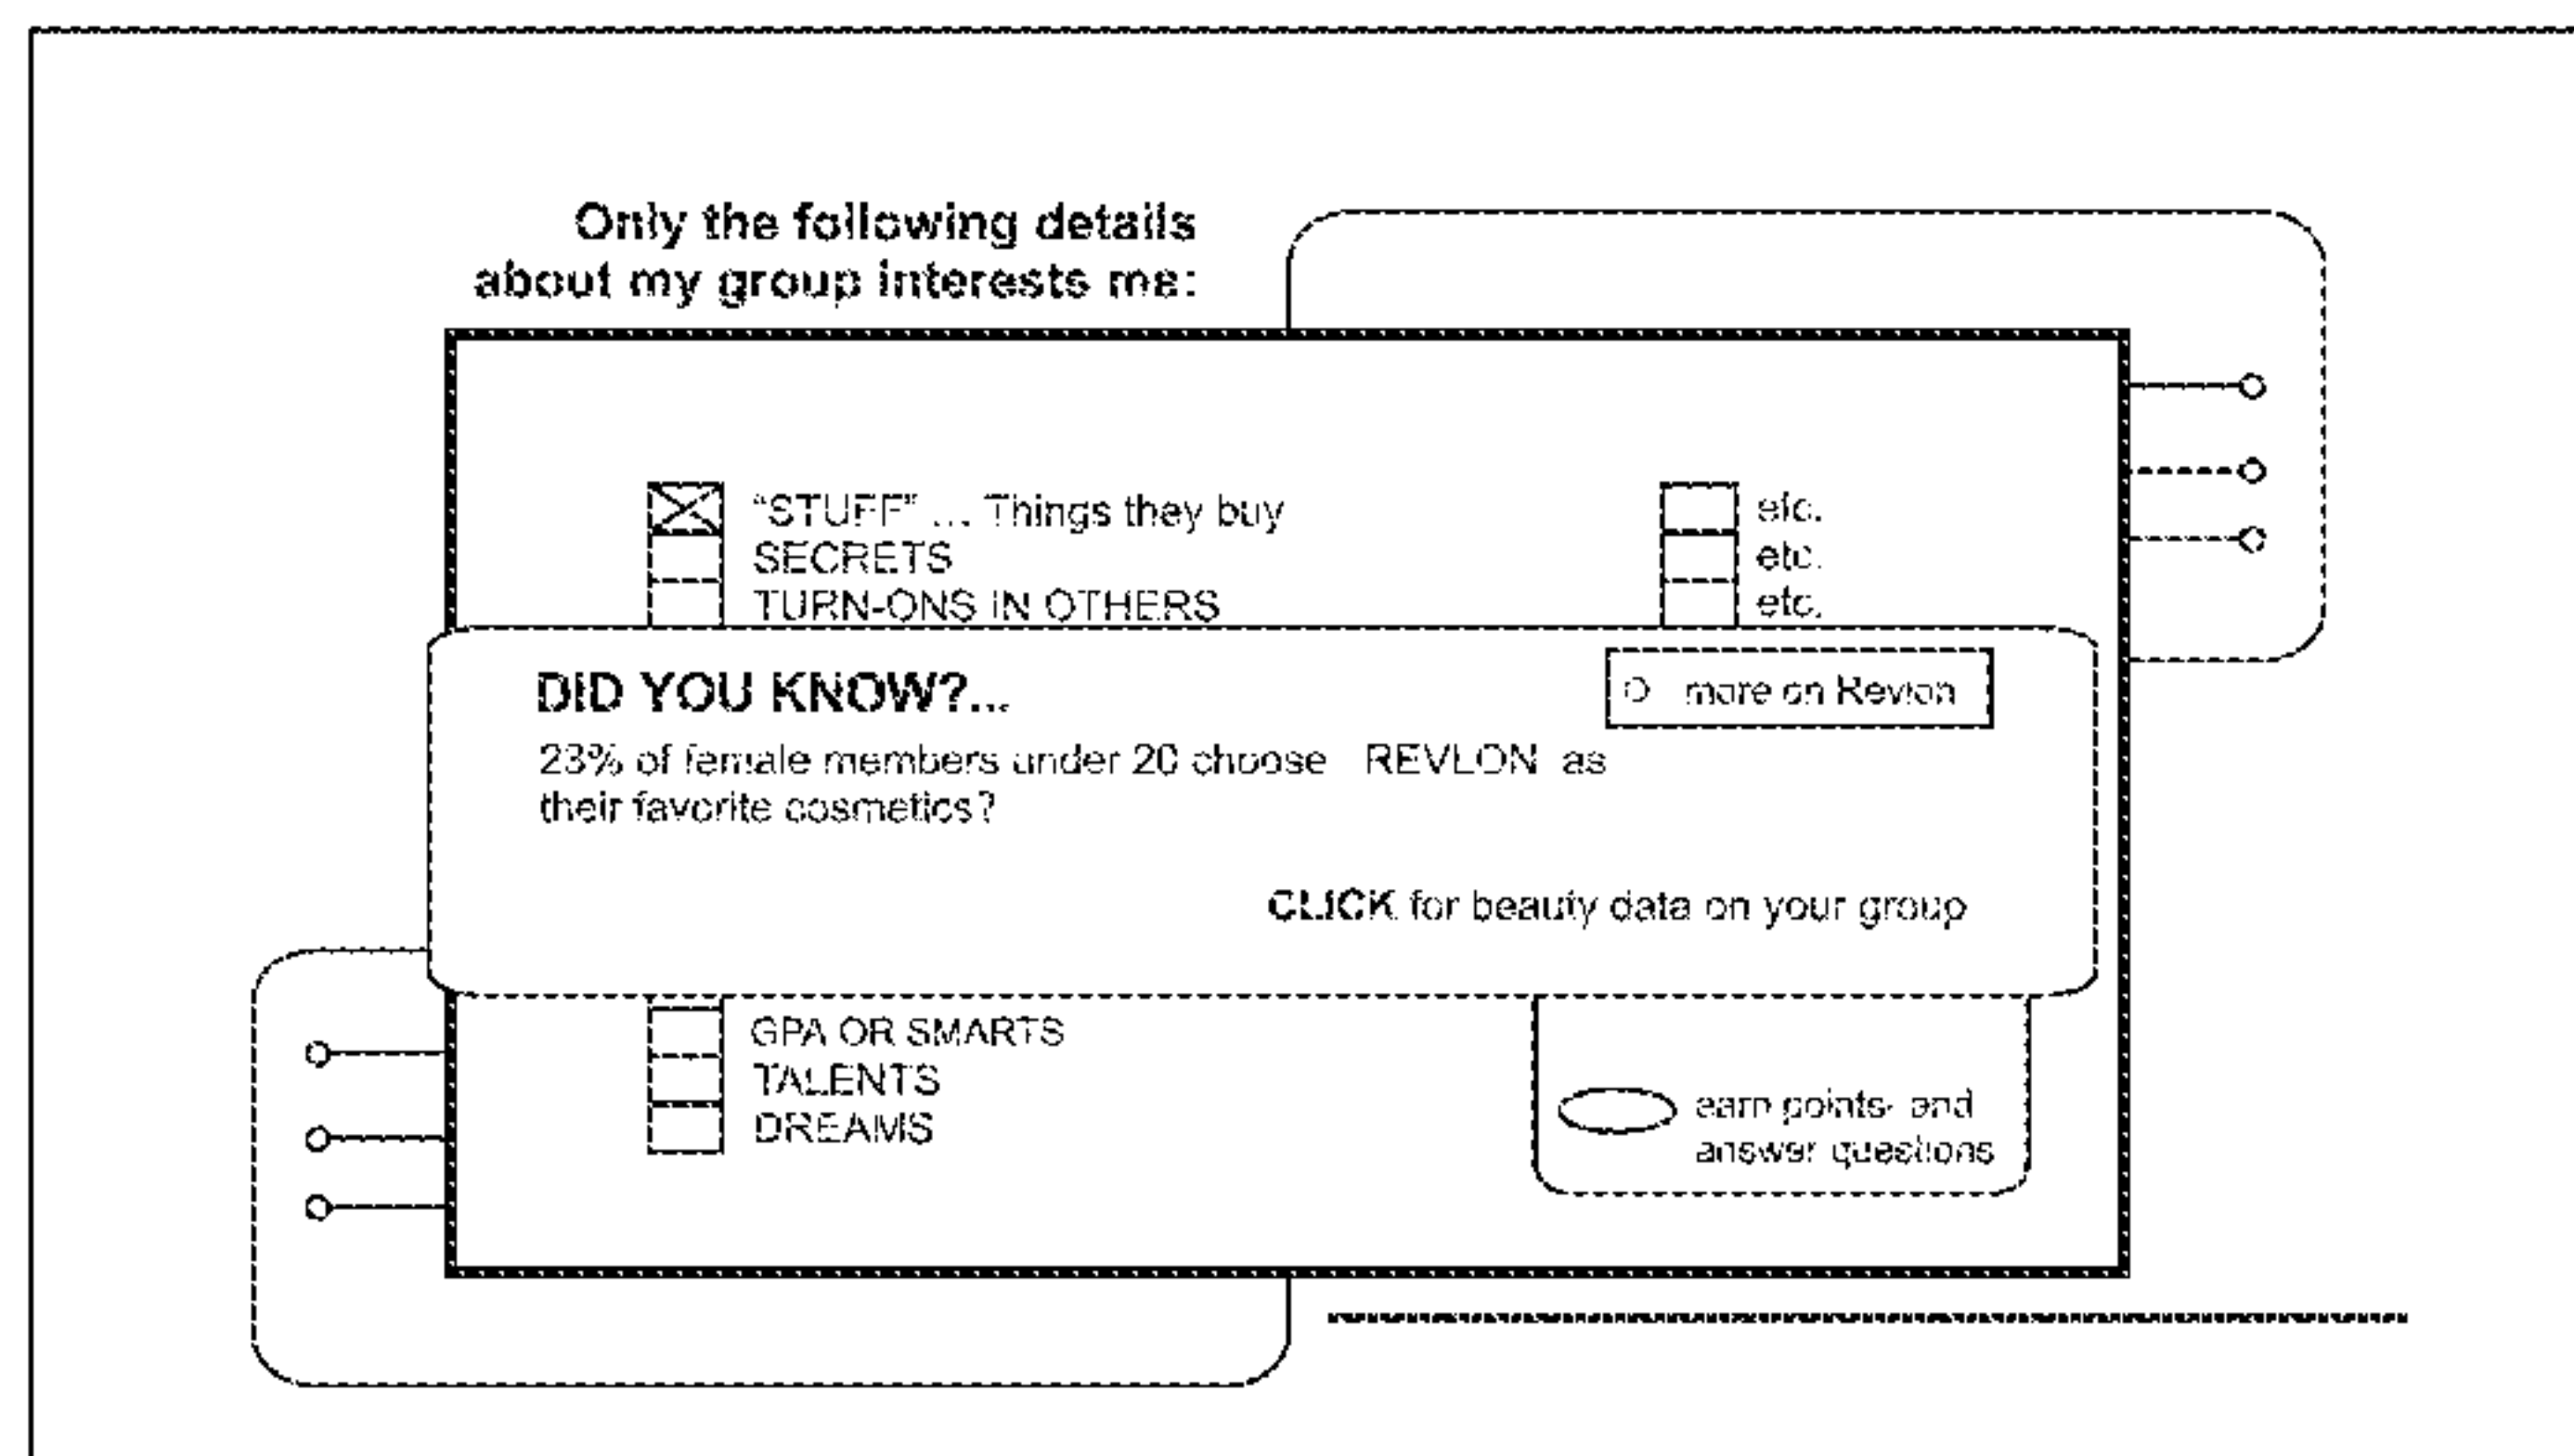 Only the following details
about my group interests me:
"STUFF" ... Things they buy
SECRETS
TURN-ONS IN OTHERS
etc.
etc.
etc.
DID YOU KNOW?...
more on Revlon
23% of female members under 20 choose REVLON as
their favorite cosmetics?
CLICK for beauty data on your group
GPA OR SMARTS
TALENTS
DREAMS
earn points- and
answer questions